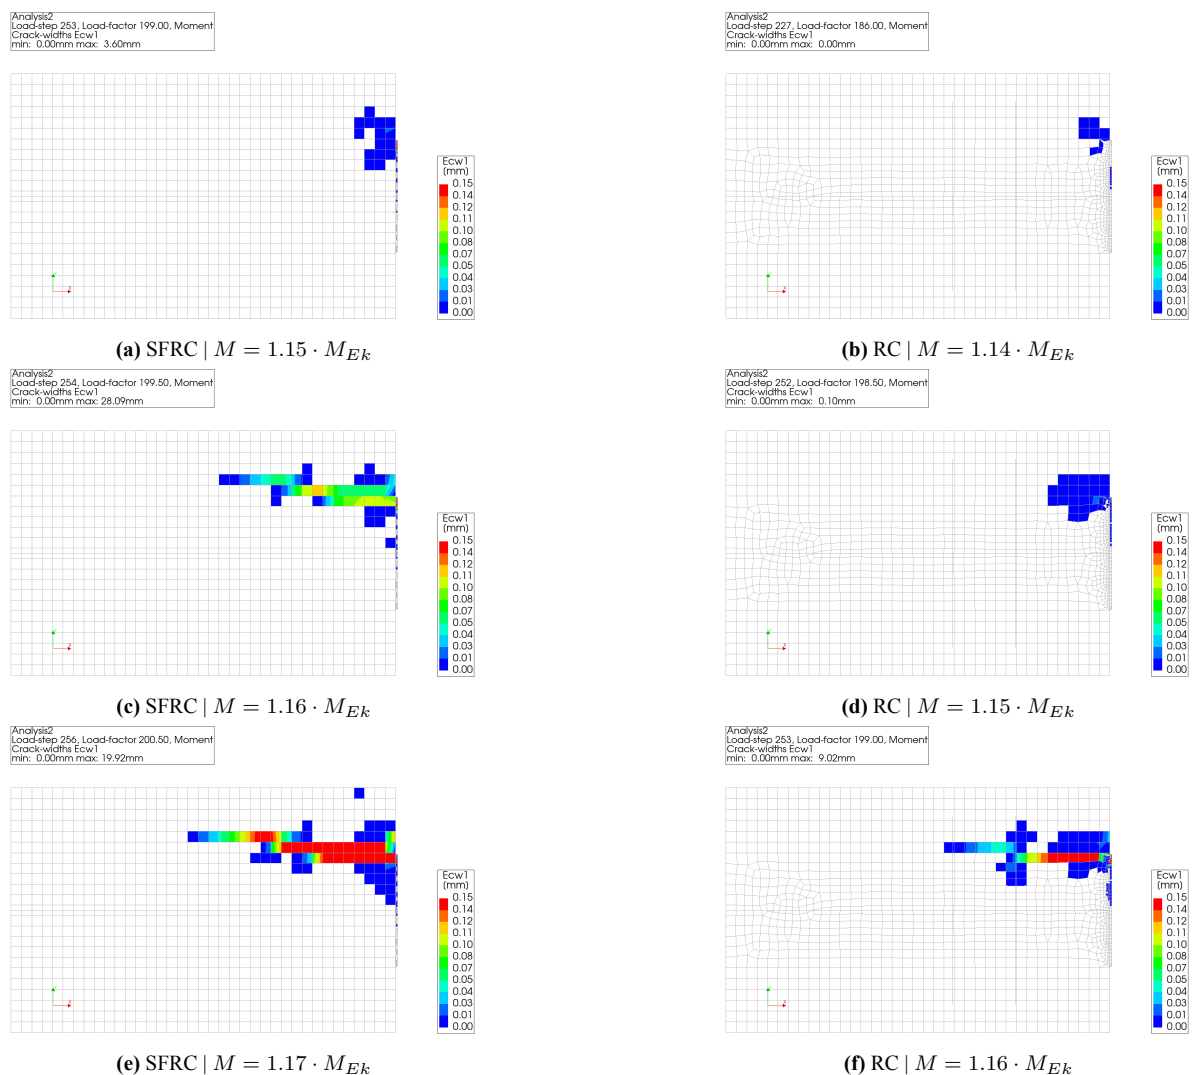 Analysis2
Load-step 253, Load-factor 199.00, Moment
Crack-widths Ecw1
min: 0.00mm max: 3.60mm
Ecw1
(mm)
0.15
0.14
0.12
0.11
0.10
0.08
0.07
0.05
0.04
0.03
0.01
0.00
(a) SFRC | M = 1.15 · M_{Ek}
Analysis2
Load-step 227, Load-factor 186.00, Moment
Crack-widths Ecw1
min: 0.00mm max: 0.00mm
Ecw1
(mm)
0.15
0.14
0.12
0.11
0.10
0.08
0.07
0.05
0.04
0.03
0.01
0.00
(b) RC | M = 1.14 · M_{Ek}
Analysis2
Load-step 254, Load-factor 199.50, Moment
Crack-widths Ecw1
min: 0.00mm max: 28.09mm
Ecw1
(mm)
0.15
0.14
0.12
0.11
0.10
0.08
0.07
0.05
0.04
0.03
0.01
0.00
(c) SFRC | M = 1.16 · M_{Ek}
Analysis2
Load-step 252, Load-factor 198.50, Moment
Crack-widths Ecw1
min: 0.00mm max: 0.10mm
Ecw1
(mm)
0.15
0.14
0.12
0.11
0.10
0.08
0.07
0.05
0.04
0.03
0.01
0.00
(d) RC | M = 1.15 · M_{Ek}
Analysis2
Load-step 256, Load-factor 200.50, Moment
Crack-widths Ecw1
min: 0.00mm max: 19.92mm
Ecw1
(mm)
0.15
0.14
0.12
0.11
0.10
0.08
0.07
0.05
0.04
0.03
0.01
0.00
(e) SFRC | M = 1.17 · M_{Ek}
Analysis2
Load-step 253, Load-factor 199.00, Moment
Crack-widths Ecw1
min: 0.00mm max: 9.02mm
Ecw1
(mm)
0.15
0.14
0.12
0.11
0.10
0.08
0.07
0.05
0.04
0.03
0.01
0.00
(f) RC | M = 1.16 · M_{Ek}